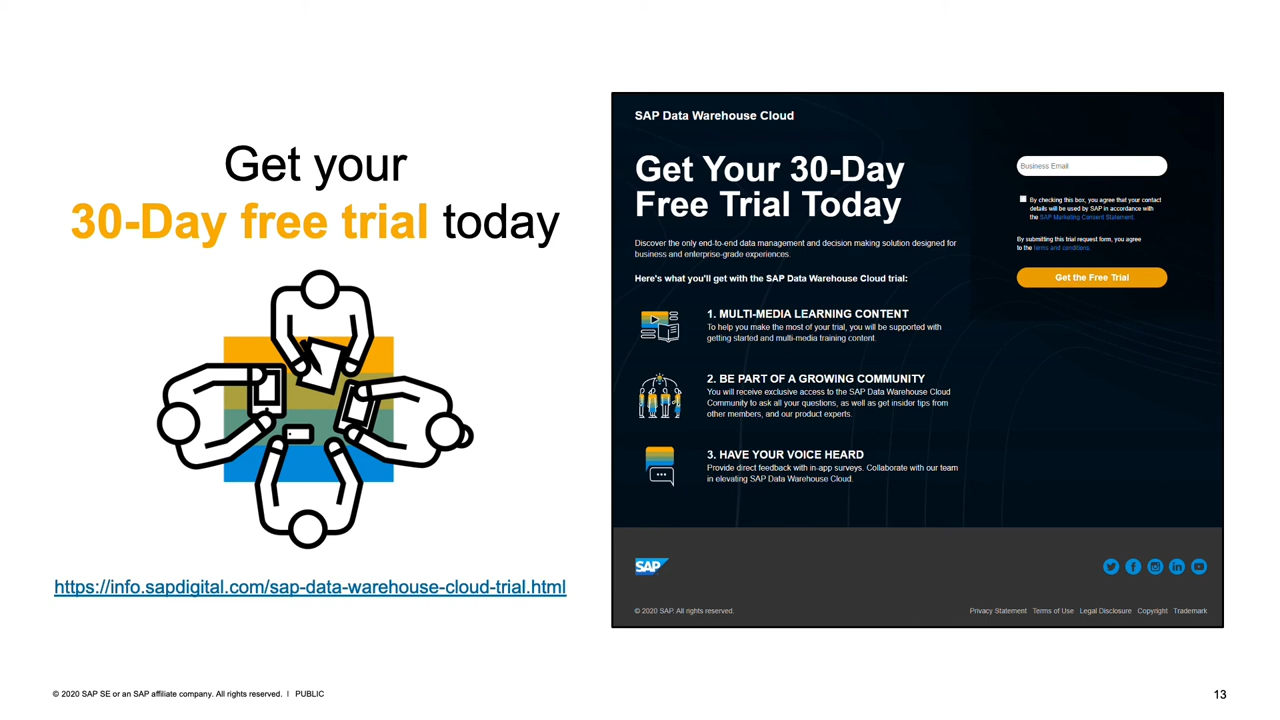 Get your
30-Day free trial today
https://info.sapdigital.com/sap-data-warehouse-cloud-trial.html
SAP Data Warehouse Cloud
Get Your 30-Day
Free Trial Today
Discover the only end-to-end data management and decision making solution designed for
business and enterprise-grade experiences.
Here's what you'll get with the SAP Data Warehouse Cloud trial:
1. MULTI-MEDIA LEARNING CONTENT
To help you make the most of your trial, you will be supported with
getting started and multi-media training content.
2. BE PART OF A GROWING COMMUNITY
You will receive exclusive access to the SAP Data Warehouse Cloud
Community to ask all your questions, as well as get insider tips from
other members, and our product experts.
3. HAVE YOUR VOICE HEARD
Provide direct feedback with in-app surveys. Collaborate with our team
in elevating SAP Data Warehouse Cloud.
Business Email
By checking this box, you agree that your contact
details will be used by SAP in accordance with
the SAP Marketing Consent Statement.
By submitting this trial request form, you agree
to the terms and conditions.
Get the Free Trial
SAP
© 2020 SAP. All rights reserved.
Privacy Statement Terms of Use Legal Disclosure Copyright Trademark
© 2020 SAP SE or an SAP affiliate company. All rights reserved. | PUBLIC
13